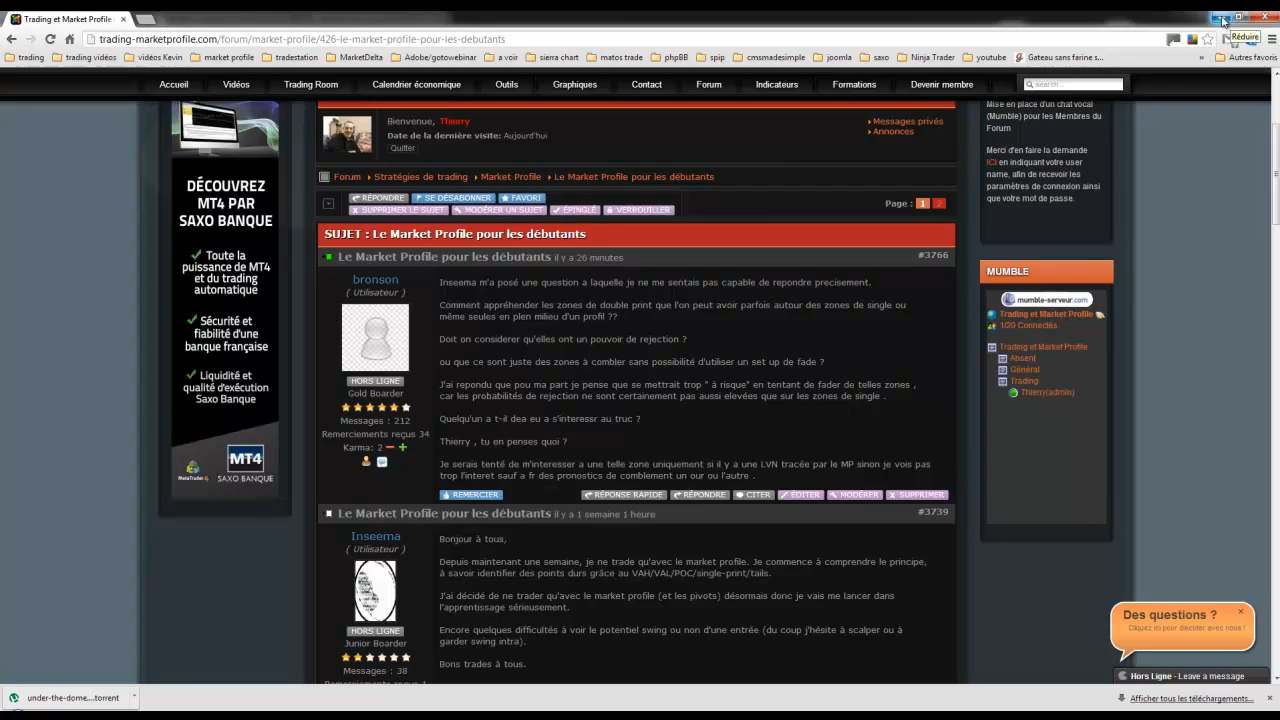 Trading et Market Profile
Réduire
trading-marketprofile.com/forum/market-profile/426-le-market-profile-pour-les-debutants
trading trading vidéos vidéos Kevin market profile tradestation MarketDelta Adobe/gotowebinar a voir sierra chart matos trade phpBB spip cmsmadesimple joomla saxo Ninja Trader youtube Gateau sans farine s... » Autres favoris
Accueil Vidéos Trading Room Calendrier économique Outils Graphiques Contact Forum Indicateurs Formations Devenir membre search...
DÉCOUVREZ
MT4 PAR
SAXO BANQUE
Toute la
puissance de MT4
et du trading
automatique
Sécurité et
fiabilité d'une
banque française
Liquidité et
qualité d'exécution
Saxo Banque
MT4
MetaTrader4 SAXO BANQUE
Bienvenue, Thierry
Date de la dernière visite: Aujourd'hui
Quitter
Messages privés
Annonces
Forum Stratégies de trading Market Profile Le Market Profile pour les débutants
RÉPONDRE SE DÉSABONNER FAVORI
SUPPRIMER LE SUJET MODÉRER UN SUJET ÉPINGLÉ VERROUILLER
Page : 1 2
SUJET : Le Market Profile pour les débutants
Le Market Profile pour les débutants il y a 26 minutes #3766
bronson
( Utilisateur )
HORS LIGNE
Gold Boarder
Messages : 212
Remerciements reçus 34
Karma: 2
Inseema m'a posé une question a laquelle je ne me sentais pas capable de repondre precisement.
Comment appréhender les zones de double print que l'on peut avoir parfois autour des zones de single ou
même seules en plen milieu d'un profil ??
Doit on considerer qu'elles ont un pouvoir de rejection ?
ou que ce sont juste des zones à combler sans possibilité d'utiliser un set up de fade ?
J'ai repondu que pou ma part je pense que se mettrait trop " à risque" en tentant de fader de telles zones ,
car les probabilités de rejection ne sont certainement pas aussi elevées que sur les zones de single .
Quelqu'un a t-il dea eu a s'interessr au truc ?
Thierry , tu en penses quoi ?
Je serais tenté de m'interesser a une telle zone uniquement si il y a une LVN tracée par le MP sinon je vois pas
trop l'interet sauf a fr des pronostics de comblement un our ou l'autre .
REMERCIER RÉPONSE RAPIDE RÉPONDRE CITER ÉDITER MODÉRER SUPPRIMER
Le Market Profile pour les débutants il y a 1 semaine 1 heure #3739
Inseema
( Utilisateur )
HORS LIGNE
Junior Boarder
Messages : 38
Remerciements reçus 1
Bonjour à tous,
Depuis maintenant une semaine, je ne trade qu'avec le market profile. Je commence à comprendre le principe,
à savoir identifier des points durs grâce au VAH/VAL/POC/single-print/tails.
J'ai décidé de ne trader qu'avec le market profile (et les pivots) désormais donc je vais me lancer dans
l'apprentissage sérieusement.
Encore quelques difficultés à voir le potentiel swing ou non d'une entrée (du coup j'hésite à scalper ou à
garder swing intra).
Bons trades à tous.
Mise en place d'un chat vocal
(Mumble) pour les Membres du
Forum
Merci d'en faire la demande
ICI en indiquant votre user
name, afin de recevoir les
paramètres de connexion ainsi
que votre mot de passe.
MUMBLE
mumble-serveur.com
Trading et Market Profile
1/20 Connectés
Trading et Market Profile
Absent
Général
Trading
Thierry(admin)
Des questions ?
Cliquez ici pour discuter avec nous !
Hors Ligne - Leave a message
under-the-dome....torrent
Afficher tous les téléchargements...